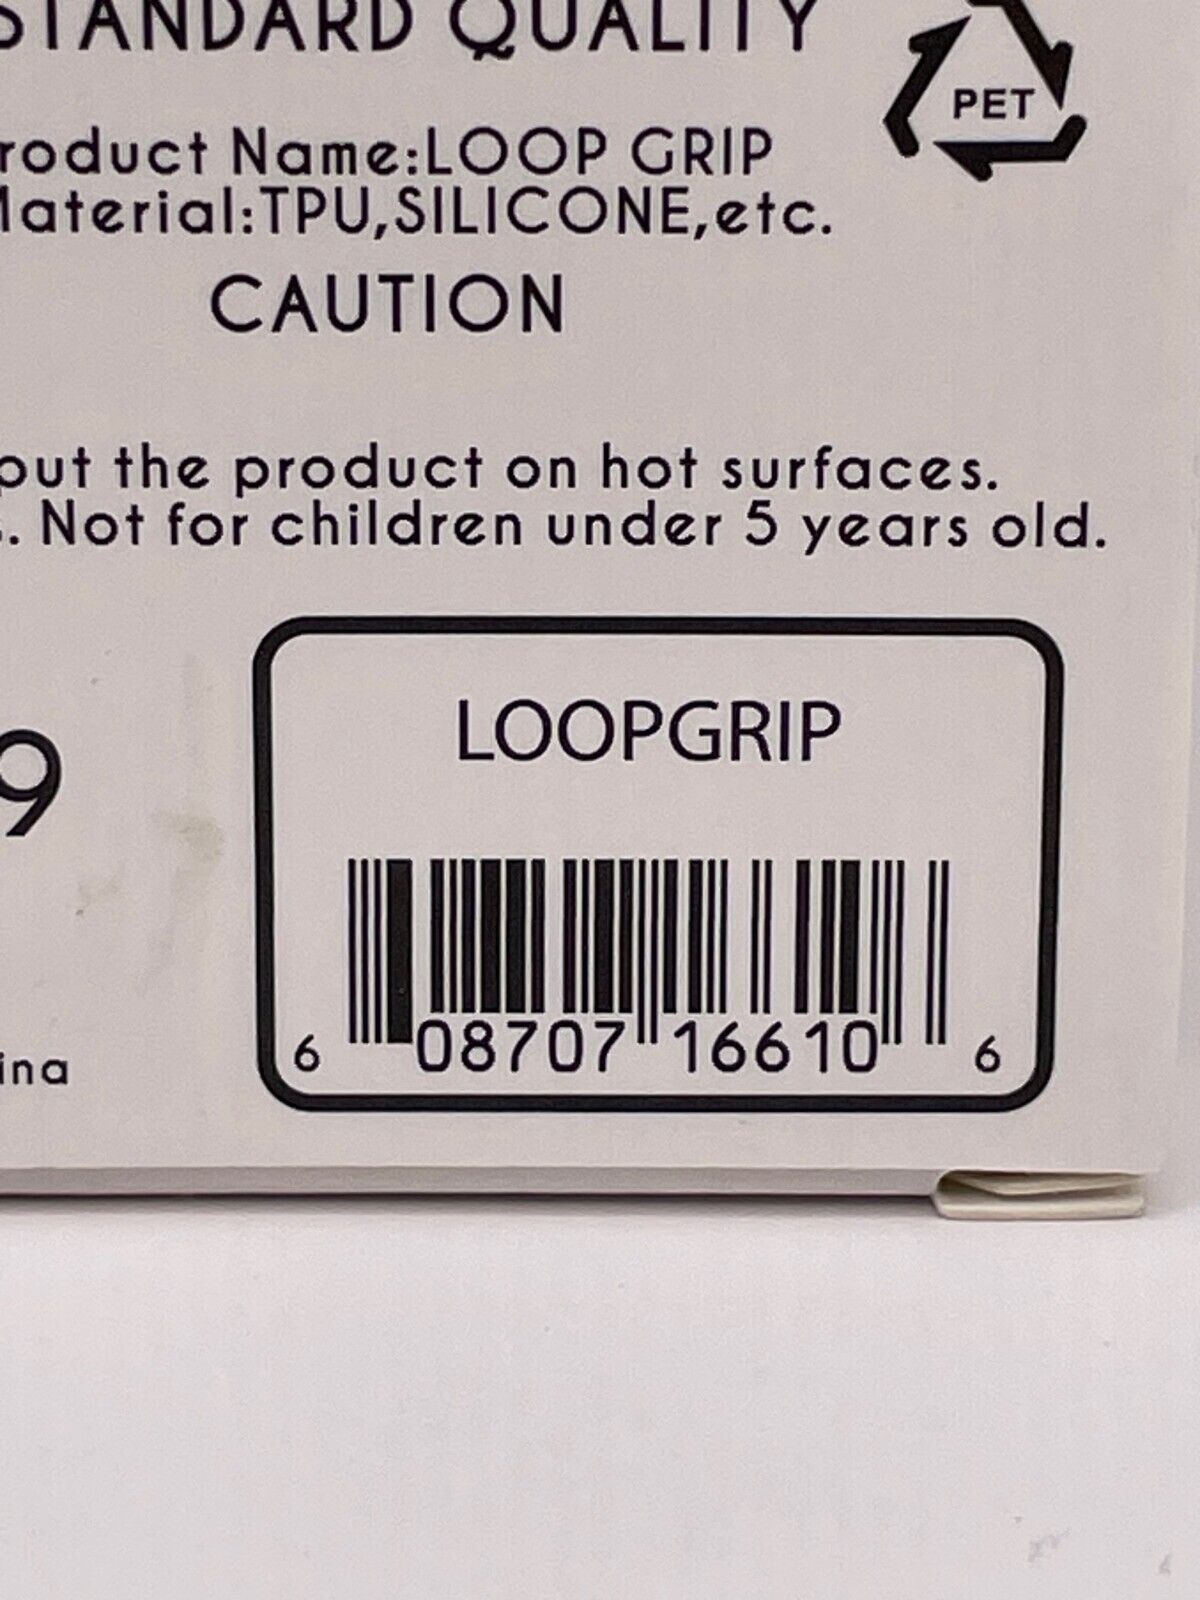 STANDARD QUALITY
PET
roduct Name:LOOP GRIP
Material:TPU,SILICONE,etc.
CAUTION
put the product on hot surfaces.
. Not for children under 5 years old.
9
LOOPGRIP
6 08707 16610 6
ina